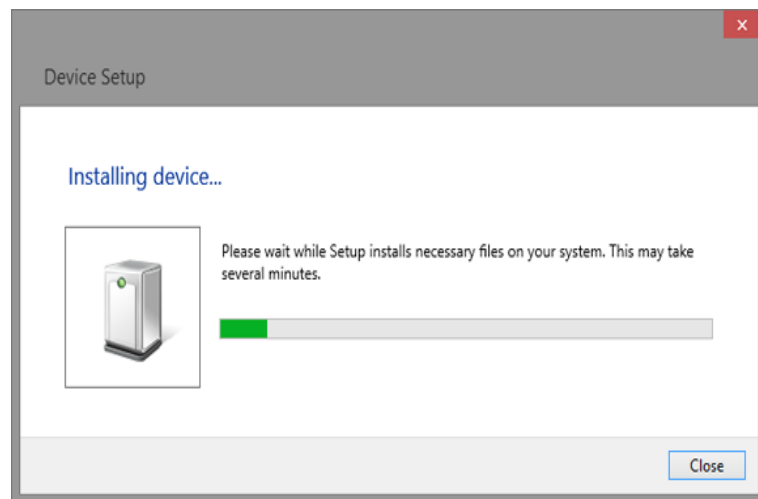 x
Device Setup
Installing device...
Please wait while Setup installs necessary files on your system. This may take
several minutes.
Close